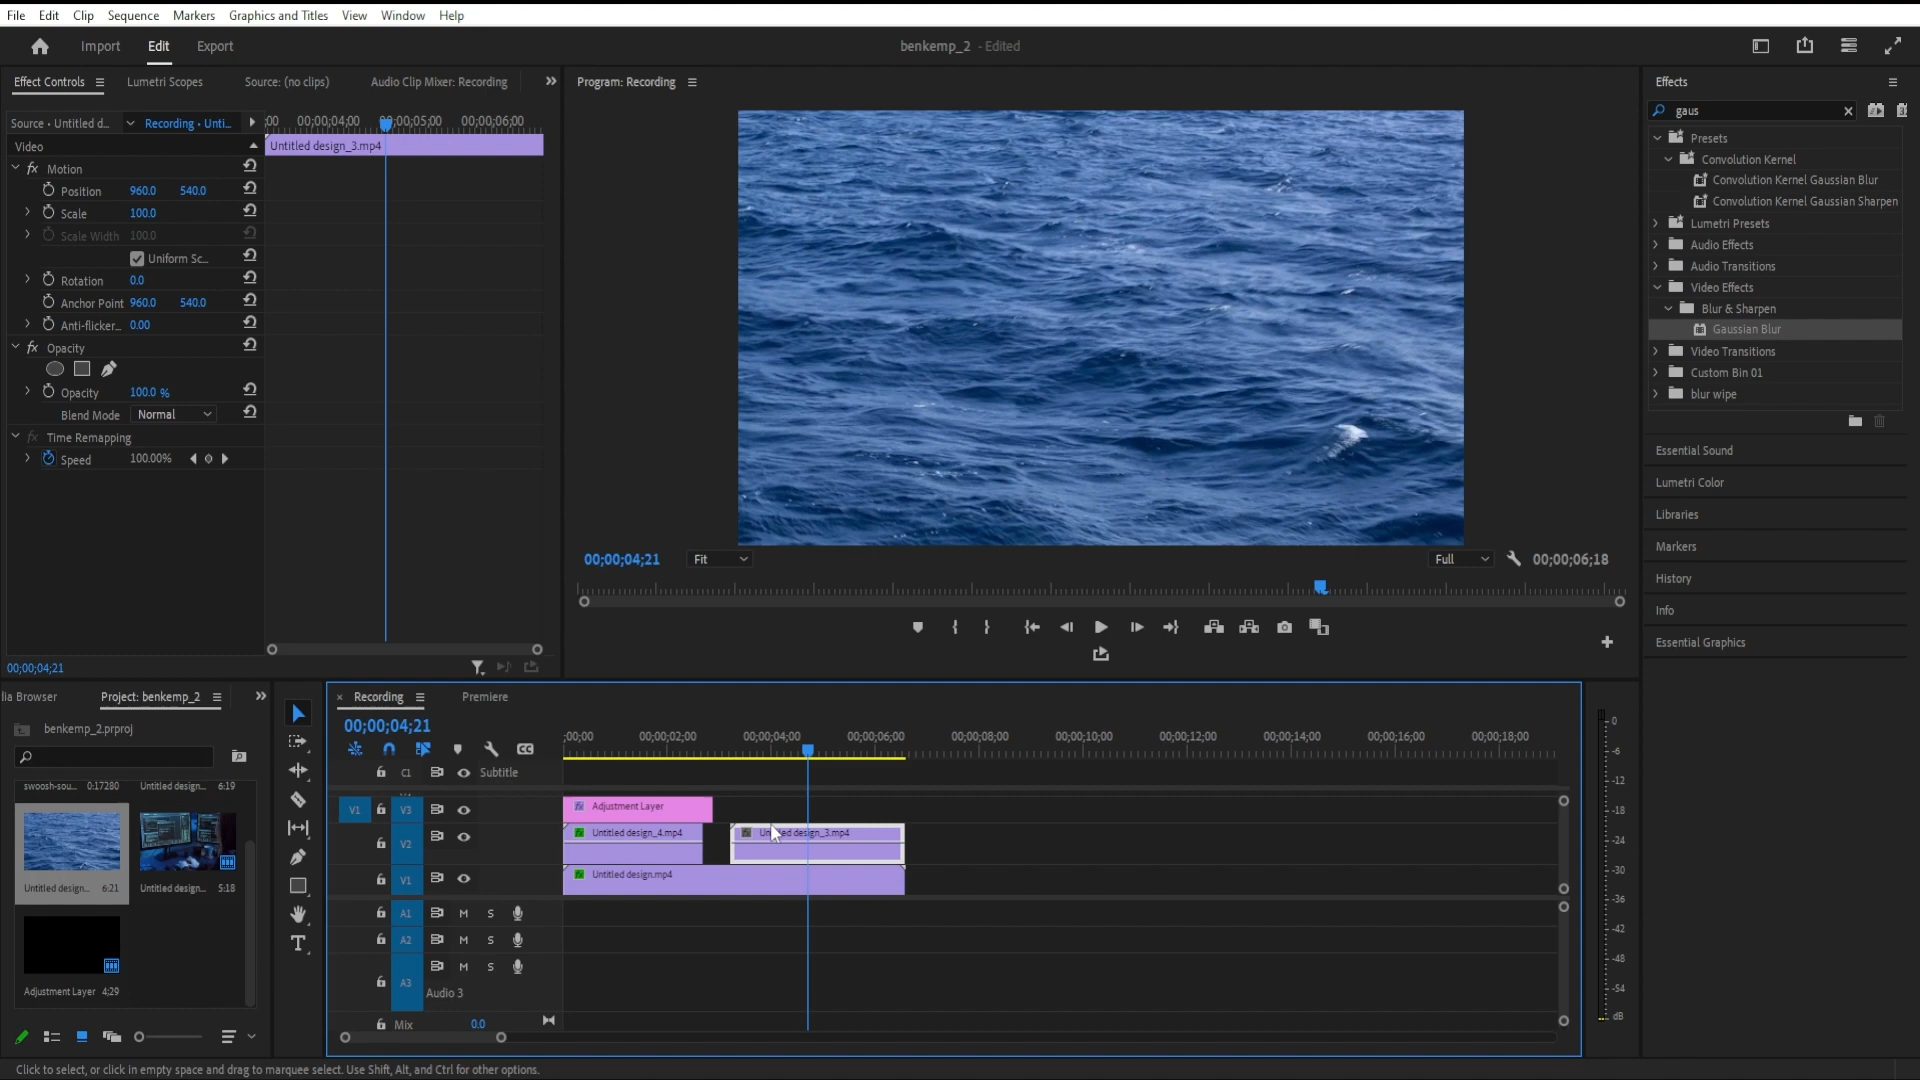 File Edit Clip Sequence Markers Graphics and Titles View Window Help
Import Edit Export
benkemp_2 - Edited
Effect Controls Lumetri Scopes Source: (no clips) Audio Clip Mixer: Recording
Source • Untitled d... Recording • Unti...
;00 00;00;04;00 00;00;05;00 00;00;06;00
Video
Untitled design_3.mp4
fx Motion
Position 960.0 540.0
Scale 100.0
Scale Width 100.0
Uniform Sc...
Rotation 0.0
Anchor Point 960.0 540.0
Anti-flicker... 0.00
fx Opacity
Opacity 100.0 %
Blend Mode Normal
fx Time Remapping
Speed 100.00%
00;00;04;21
Program: Recording
00;00;04;21 Fit Full 00;00;06;18
Effects
gaus
Presets
Convolution Kernel
Convolution Kernel Gaussian Blur
Convolution Kernel Gaussian Sharpen
Lumetri Presets
Audio Effects
Audio Transitions
Video Effects
Blur & Sharpen
Gaussian Blur
Video Transitions
Custom Bin 01
blur wipe
Essential Sound
Lumetri Color
Libraries
Markers
History
Info
Essential Graphics
lia Browser Project: benkemp_2
benkemp_2.prproj
swoosh-sou... 0:17280 Untitled design... 6:19
Untitled design... 6:21 Untitled design... 5:18
Adjustment Layer 4;29
Recording Premiere
00;00;04;21
;00;00 00;00;02;00 00;00;04;00 00;00;06;00 00;00;08;00 00;00;10;00 00;00;12;00 00;00;14;00 00;00;16;00 00;00;18;00
CC
C1 Subtitle
V1 V3 Adjustment Layer
V2 Untitled design_4.mp4
V1 Untitled design.mp4
A1 M S
A2 M S
A3 M S
Audio 3
Mix 0.0
0
-6
-12
-18
-24
-30
-36
-42
-48
-54
dB
Click to select, or click in empty space and drag to marquee select. Use Shift, Alt, and Ctrl for other options.